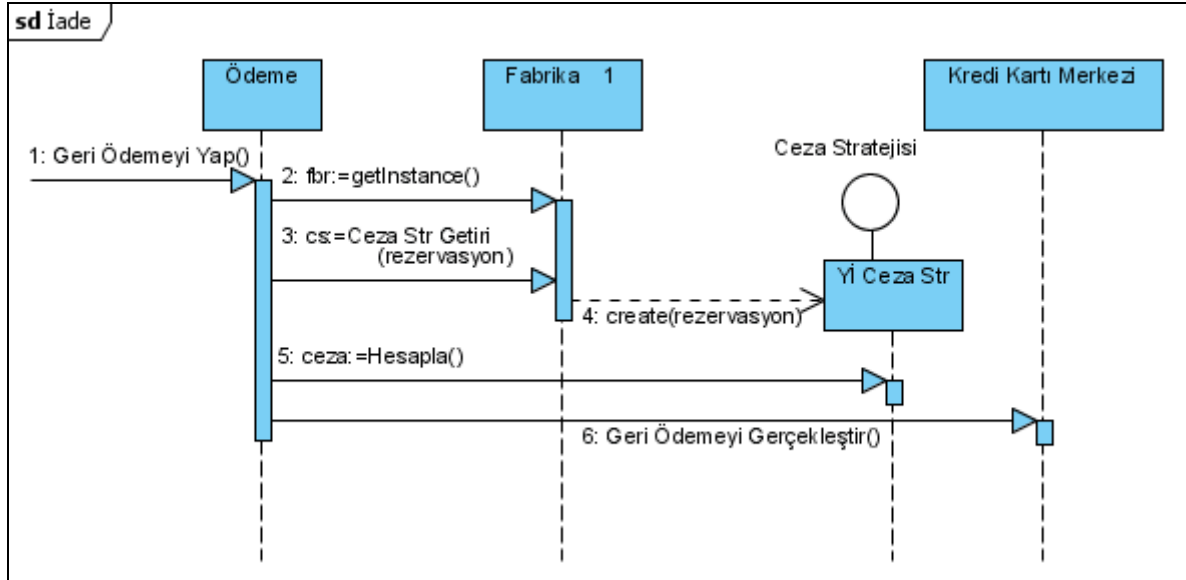 sd İade
Ödeme
Fabrika 1
Kredi Kartı Merkezi
Ceza Stratejisi
1: Geri Ödemeyi Yap()
2: fbr:=getInstance()
3: cs:=Ceza Str Getiri
(rezervasyon)
Yİ Ceza Str
4: create(rezervasyon)
5: ceza:=Hesapla()
6: Geri Ödemeyi Gerçekleştir()